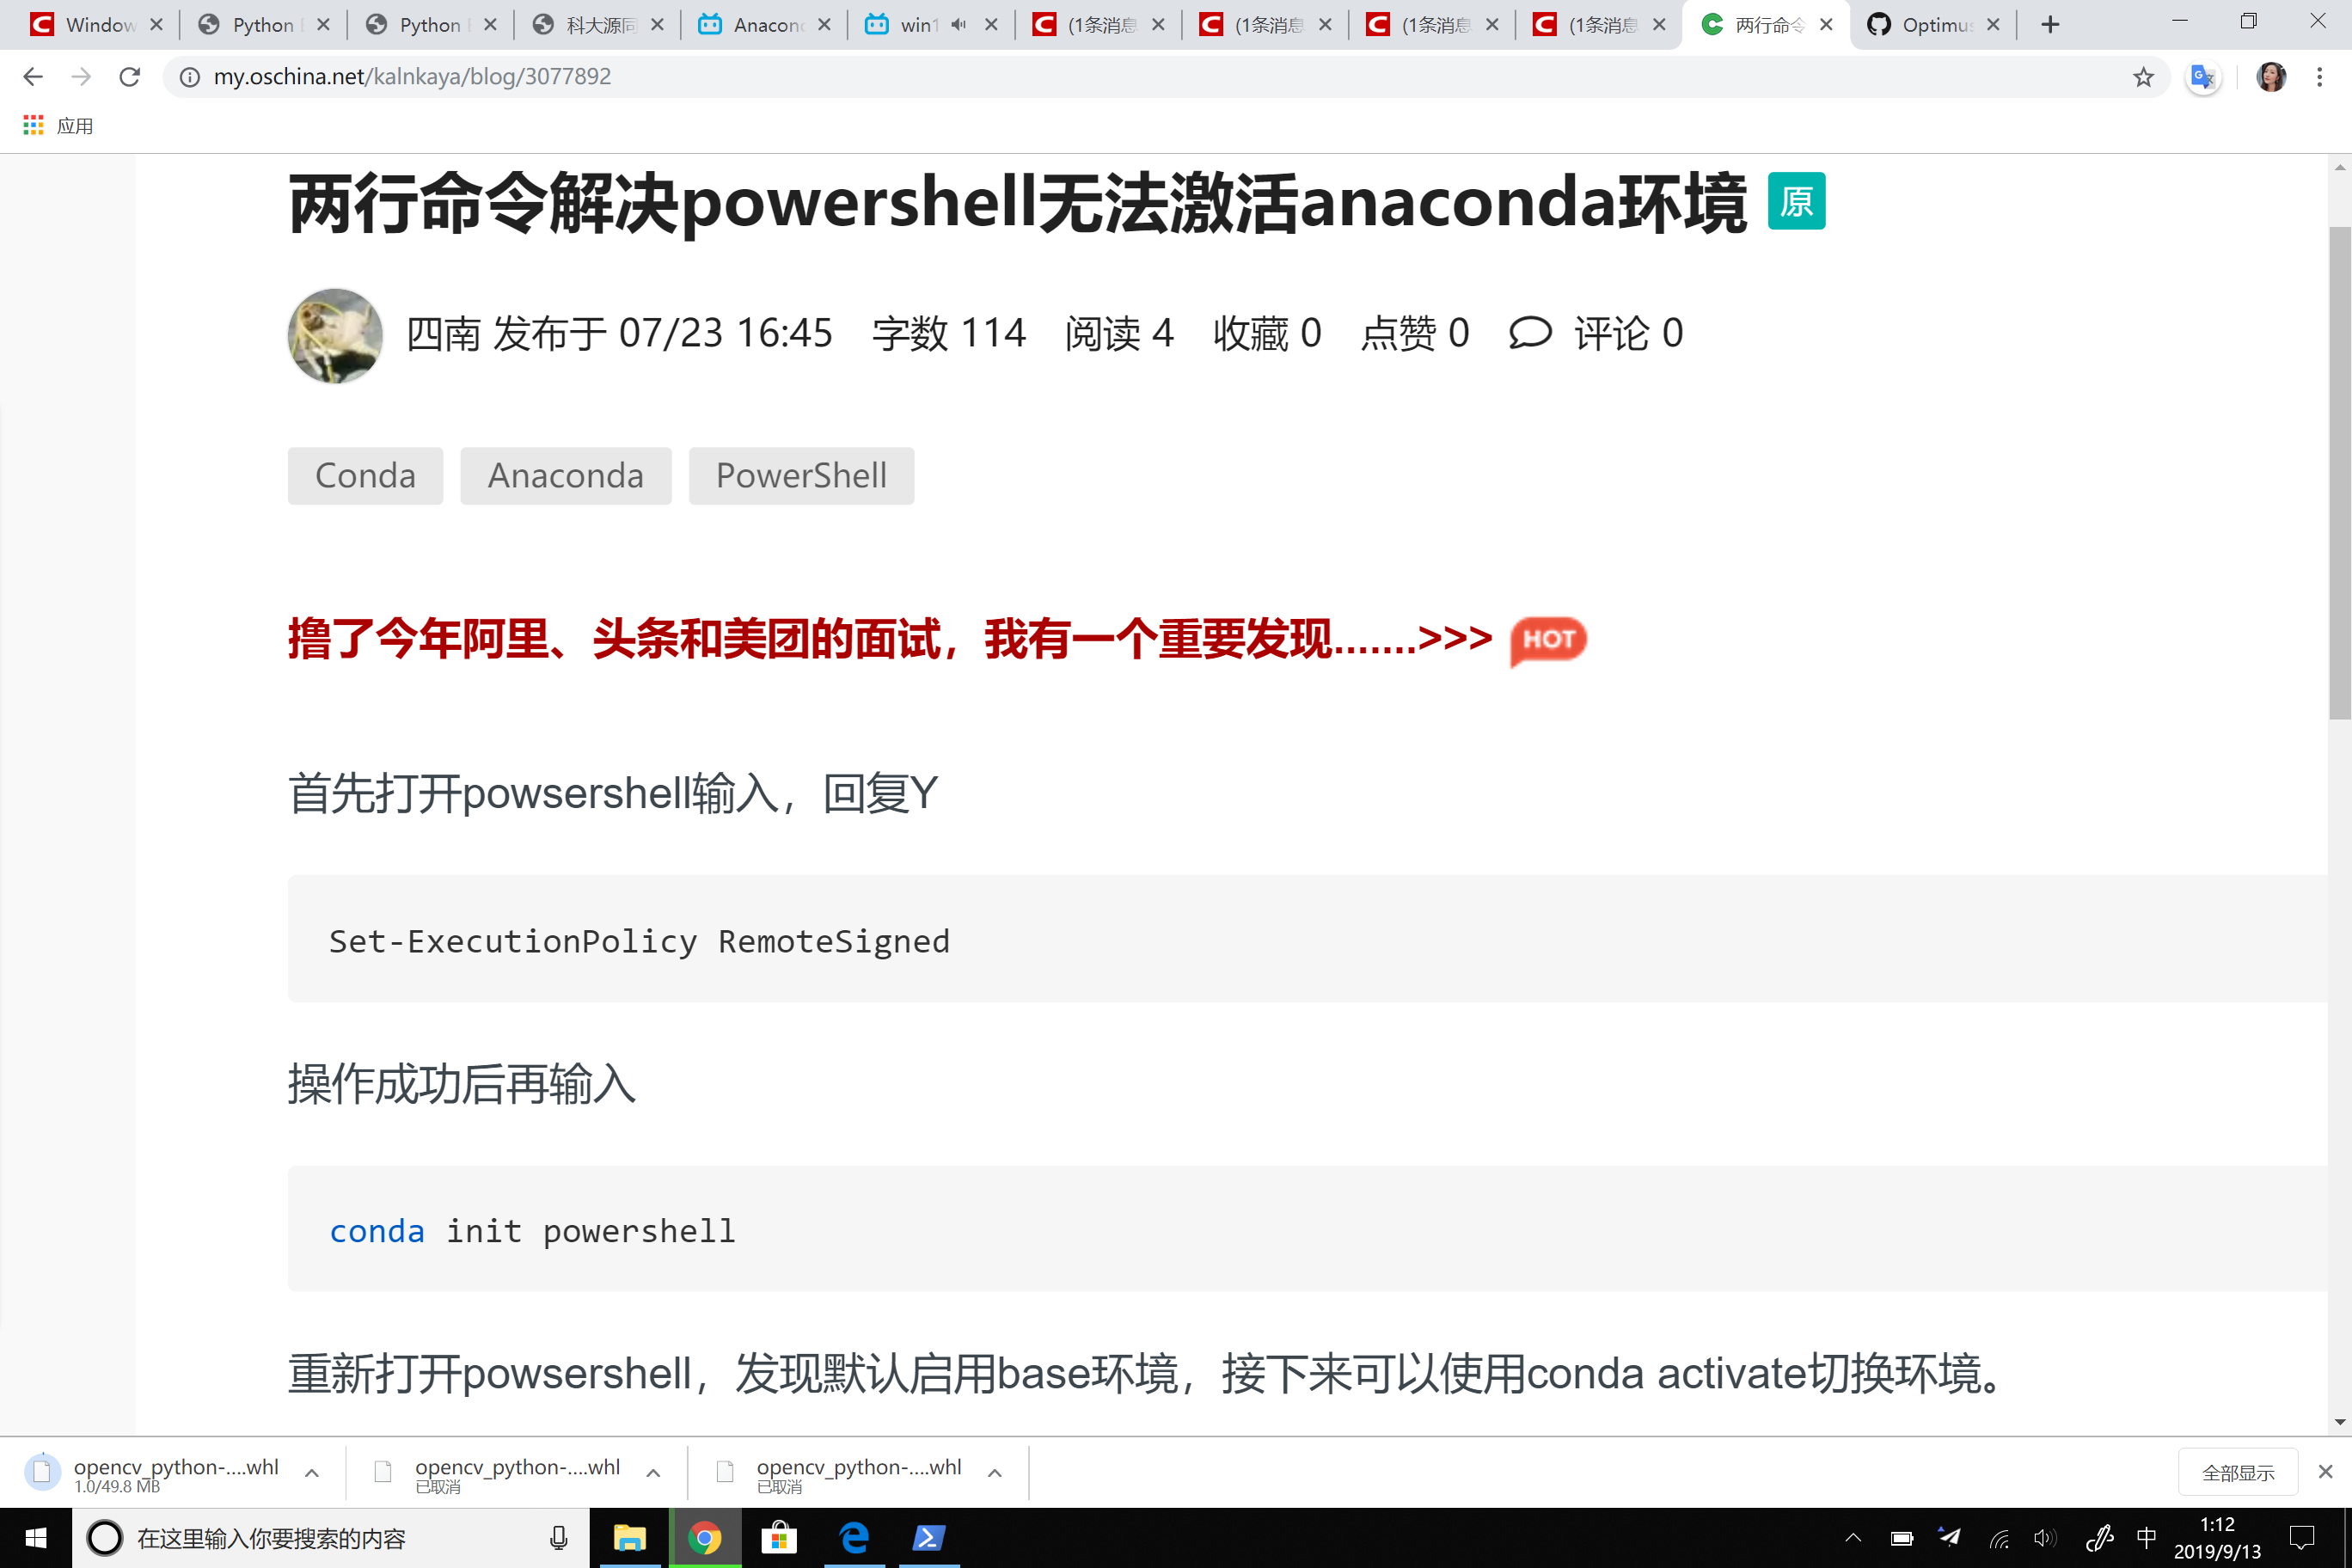 Window
Python
Python
科大源同
Anacon
win1
(1条消息
(1条消息
(1条消息
(1条消息
两行命令
Optimus
my.oschina.net/kalnkaya/blog/3077892
应用
两行命令解决powershell无法激活anaconda环境 原
四南 发布于 07/23 16:45 字数 114 阅读 4 收藏 0 点赞 0 评论 0
Conda Anaconda PowerShell
撸了今年阿里、头条和美团的面试，我有一个重要发现.......>>> HOT
首先打开powsershell输入，回复Y
Set-ExecutionPolicy RemoteSigned
操作成功后再输入
conda init powershell
重新打开powsershell，发现默认启用base环境，接下来可以使用conda activate切换环境。
opencv_python-....whl
1.0/49.8 MB
opencv_python-....whl
已取消
opencv_python-....whl
已取消
全部显示
在这里输入你要搜索的内容
中
1:12
2019/9/13